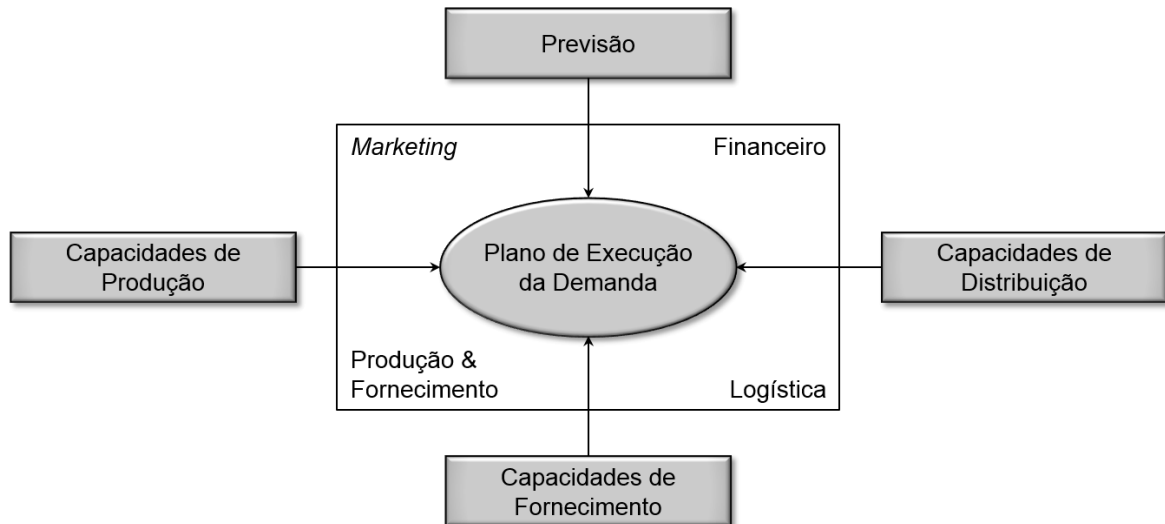 Previsão
Marketing
Financeiro
Capacidades de
Produção
Plano de Execução
da Demanda
Capacidades de
Distribuição
Produção &
Fornecimento
Logística
Capacidades de
Fornecimento